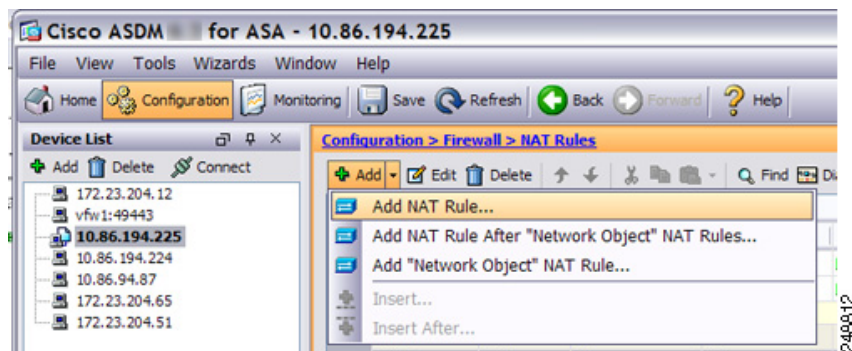 Cisco ASDM for ASA - 10.86.194.225
File View Tools Wizards Window Help
Home Configuration Monitoring Save Refresh Back Forward Help
Device List
Add Delete Connect
172.23.204.12
vfw1:49443
10.86.194.225
10.86.194.224
10.86.94.87
172.23.204.65
172.23.204.51
Configuration > Firewall > NAT Rules
Add Edit Delete Find Di
Add NAT Rule...
Add NAT Rule After "Network Object" NAT Rules...
Add "Network Object" NAT Rule...
Insert...
Insert After...
248812